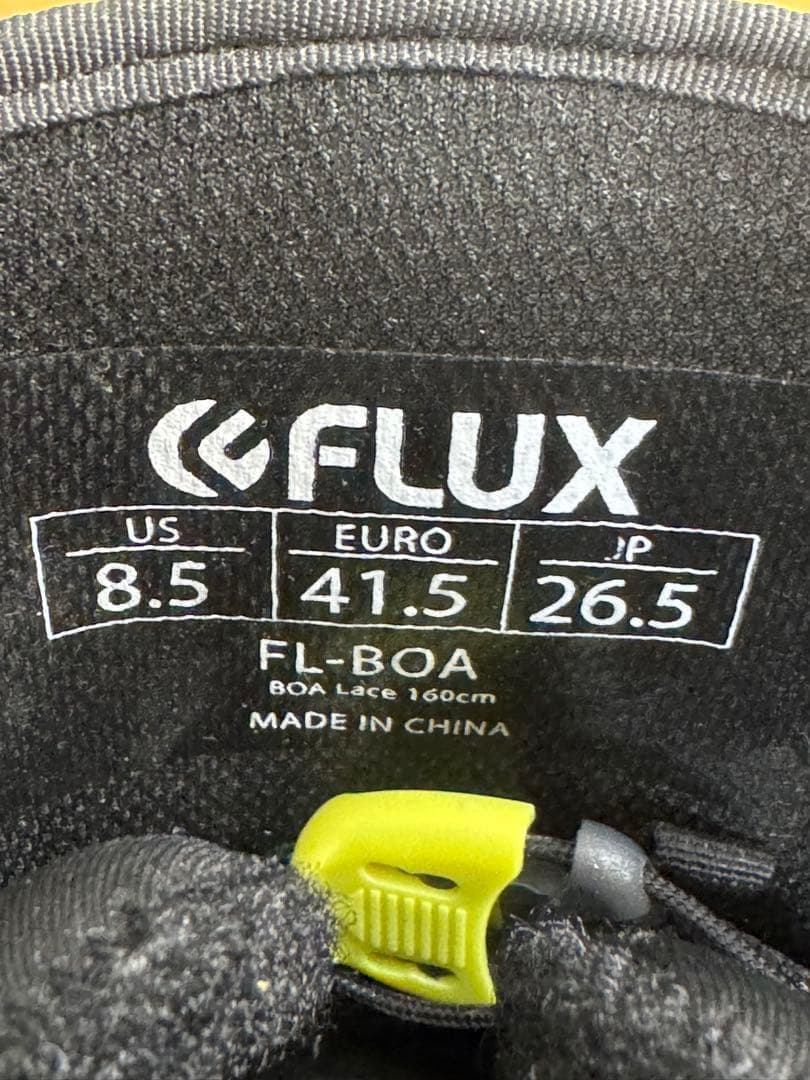 FLUX
US EURO JP
8.5 41.5 26.5
FL-BOA
BOA Lace 160cm
MADE IN CHINA